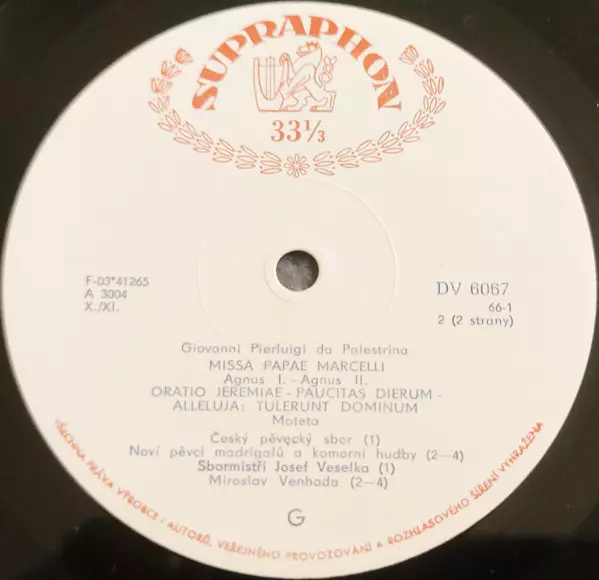 SUPRAPHON
33⅓
F-03*41265
A 3004
X./XI.
DV 6067
66-1
2 (2 strany)
Giovanni Pierluigi da Palestrina
MISSA PAPAE MARCELLI
Agnus I. - Agnus II.
ORATIO JEREMIAE - PAUCITAS DIERUM -
ALLELUJA: TULERUNT DOMINUM
Moteta
Český pěvecký sbor (1)
Noví pěvci madrigalů a komorní hudby (2—4)
Sbormistři Josef Veselka (1)
Miroslav Venhoda (2—4)
G
VŠECHNA PRÁVA VÝROBCE I AUTORŮ, VEŘEJNÉHO PROVOZOVÁNÍ A ROZHLASOVÉHO ŠÍŘENÍ VYHRAŽENA